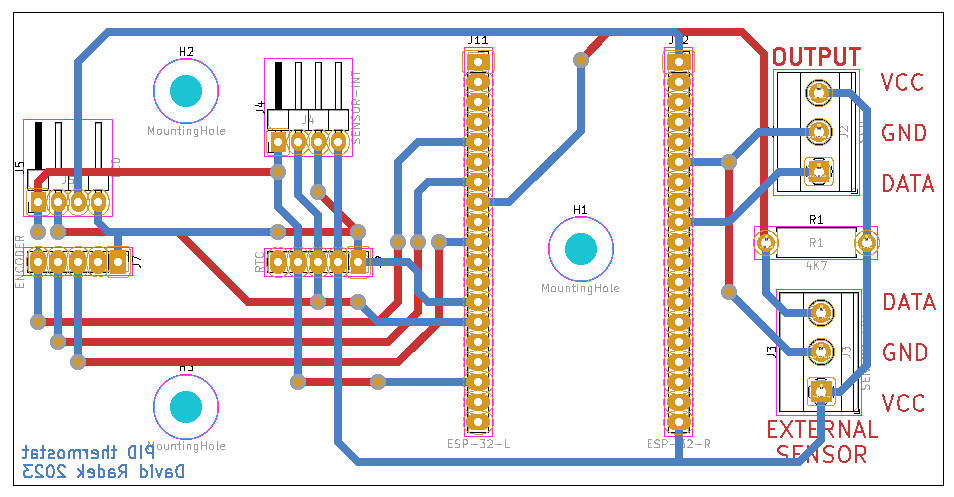 J11
J12
H2
OUTPUT
VCC
J4
J4
SENSOR-INT
J2
GND
MountingHole
J5
DATA
H1
R1
R1
4K7
ENCODER
J7
RTC
MountingHole
DATA
J3
J3
GND
H3
VCC
EXTERNAL
SENSOR
MountingHole
ESP-32-L
ESP-32-R
PID thermostat
David Radek 2023